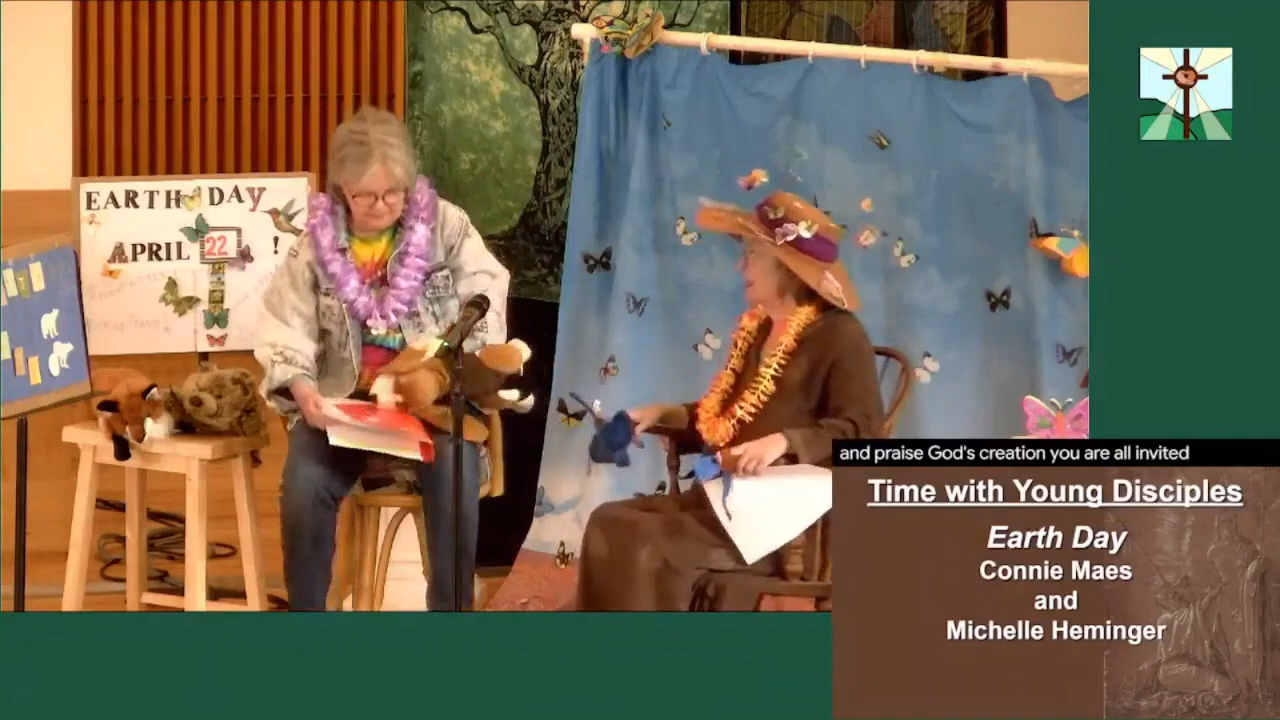 EARTH DAY
APRIL 22 !
and praise God's creation you are all invited
Time with Young Disciples
Earth Day
Connie Maes
and
Michelle Heminger